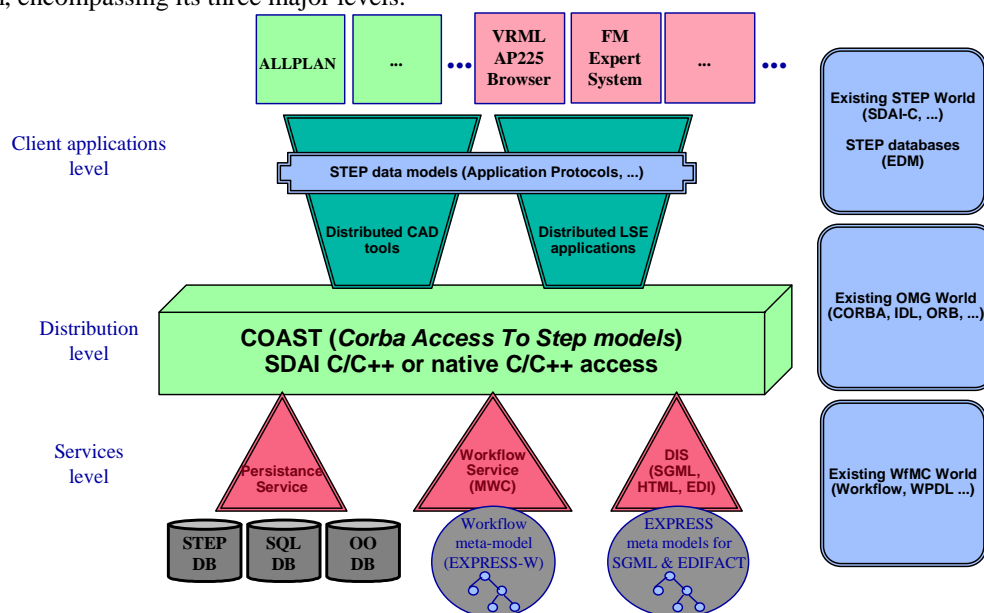 , encompassing its three major levels.
ALLPLAN
...
...
VRML
AP225
Browser
FM
Expert
System
...
...
Existing STEP World
(SDAI-C, ...)
STEP databases
(EDM)
Client applications
level
STEP data models (Application Protocols, ...)
Distributed CAD
tools
Distributed LSE
applications
Existing OMG World
(CORBA, IDL, ORB, ...)
Distribution
level
COAST (Corba Access To Step models)
SDAI C/C++ or native C/C++ access
Services
level
Persistance
Service
Workflow
Service
(MWC)
DIS
(SGML,
HTML, EDI)
Existing WfMC World
(Workflow, WPDL ...)
STEP
DB
SQL
DB
OO
DB
Workflow
meta-model
(EXPRESS-W)
EXPRESS
meta models for
SGML & EDIFACT